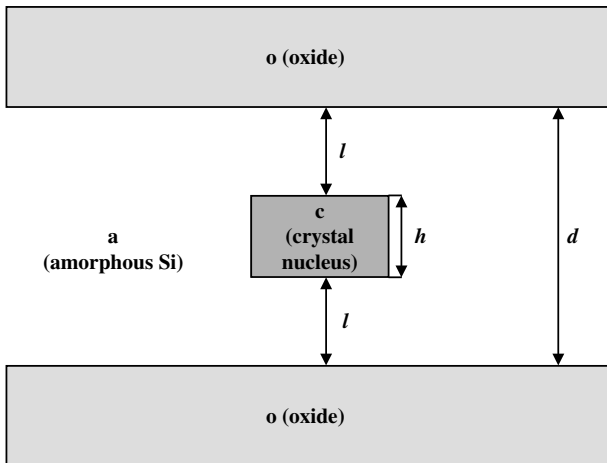 o (oxide)
l
c
(crystal
nucleus)
h
d
a
(amorphous Si)
l
o (oxide)